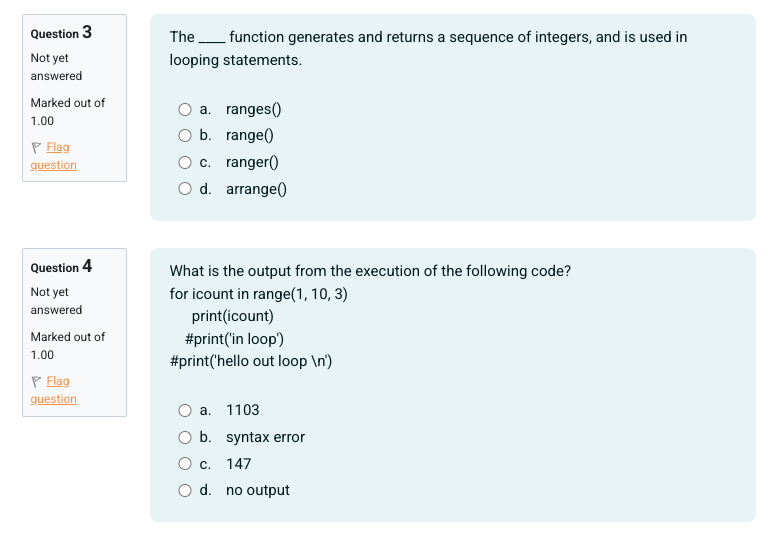 Question 3
Not yet
answered
Marked out of
1.00
Flag
question
The ____ function generates and returns a sequence of integers, and is used in
looping statements.
a. ranges()
b. range()
c. ranger()
d. arrange()
Question 4
Not yet
answered
Marked out of
1.00
Flag
question
What is the output from the execution of the following code?
for icount in range(1, 10, 3)
print(icount)
#print('in loop')
#print('hello out loop \n')
a. 1103
b. syntax error
c. 147
d. no output